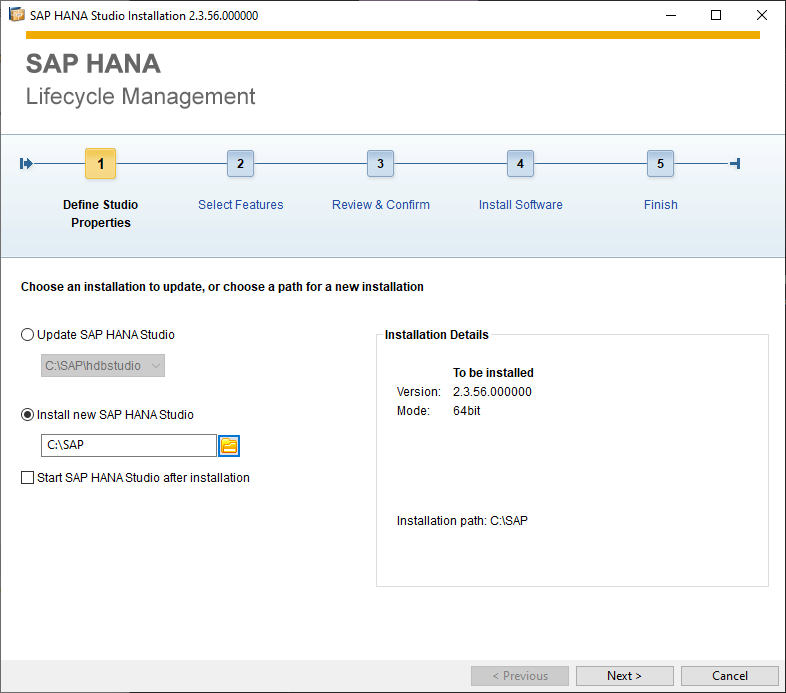 SAP HANA Studio Installation 2.3.56.000000
SAP HANA
Lifecycle Management
1
2
3
4
5
Define Studio
Properties
Select Features
Review & Confirm
Install Software
Finish
Choose an installation to update, or choose a path for a new installation
Update SAP HANA Studio
C:\SAP\hdbstudio
Install new SAP HANA Studio
C:\SAP
Start SAP HANA Studio after installation
Installation Details
To be installed
Version: 2.3.56.000000
Mode: 64bit
Installation path: C:\SAP
< Previous
Next >
Cancel